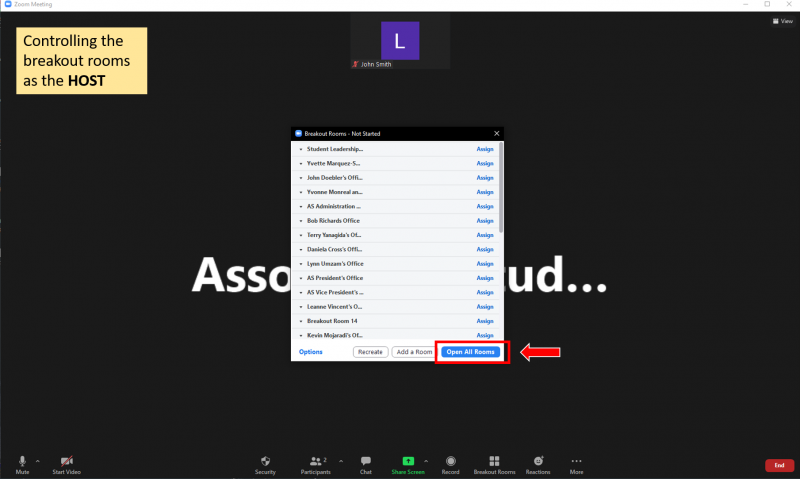 Zoom Meeting
View
Controlling the
breakout rooms
as the HOST
L
John Smith
Breakout Rooms - Not Started
Student Leadership... Assign
Yvette Marquez-S... Assign
John Doebler's Offi... Assign
Yvonne Monreal an... Assign
AS Administration ... Assign
Bob Richards Office Assign
Terry Yanagida's Of... Assign
Daniela Cross's Offi... Assign
Lynn Umzam's Office Assign
AS President's Office Assign
AS Vice President's ... Assign
Leanne Vincent's O... Assign
Breakout Room 14 Assign
Kevin Mojaradi's Of... Assign
Asso tud...
Options Recreate Add a Room Open All Rooms
2
Mute Start Video Security Participants Chat Share Screen Record Breakout Rooms Reactions More End